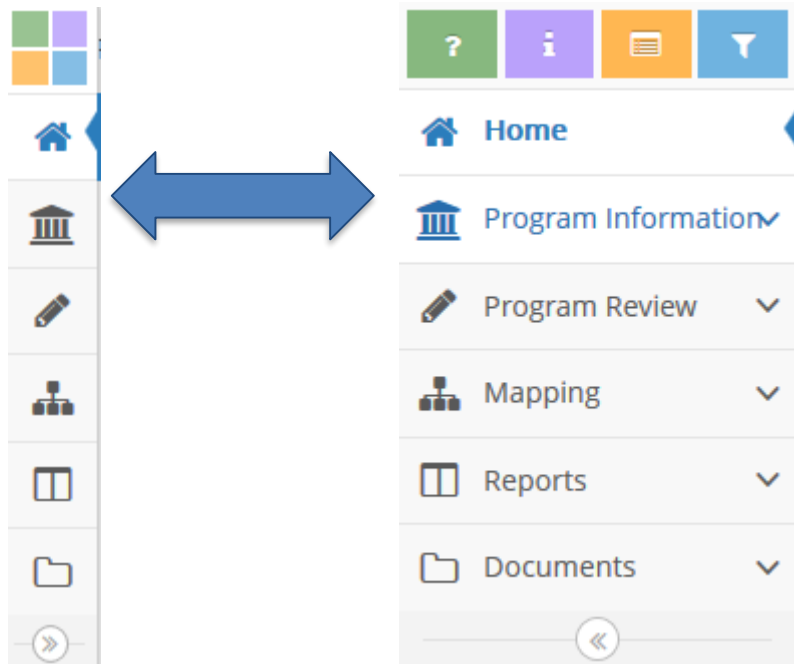 ?
i
Home
Program Information
Program Review
Mapping
Reports
Documents